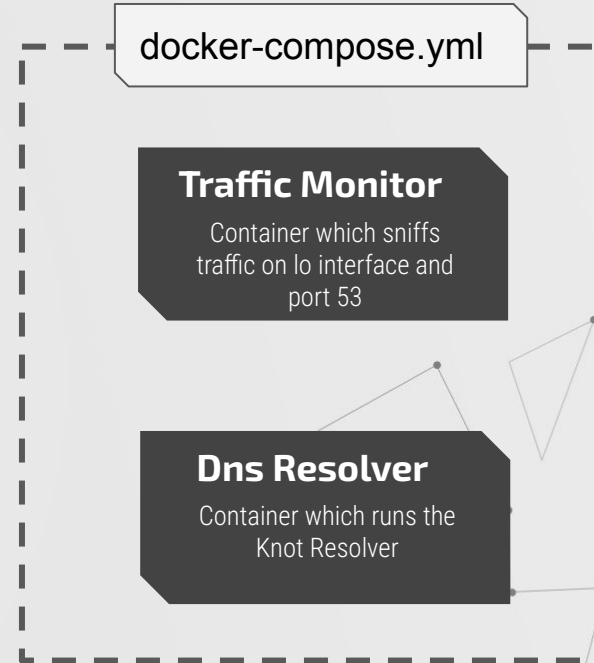 docker-compose.yml
Traffic Monitor
Container which sniffs
traffic on lo interface and
port 53
Dns Resolver
Container which runs the
Knot Resolver